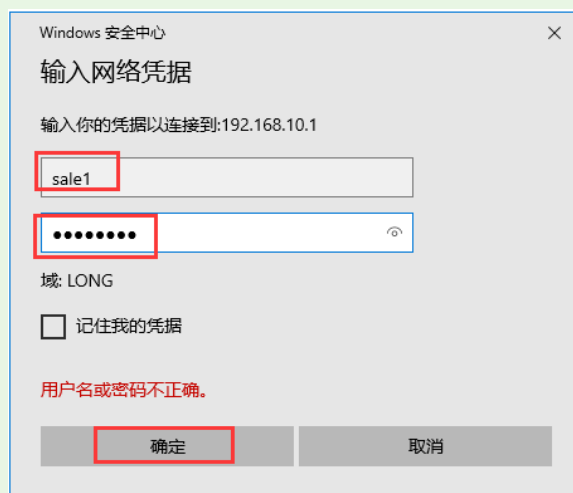 Windows 安全中心
输入网络凭据
输入你的凭据以连接到:192.168.10.1
sale1
●●●●●●●●
域: LONG
记住我的凭据
用户名或密码不正确。
确定
取消